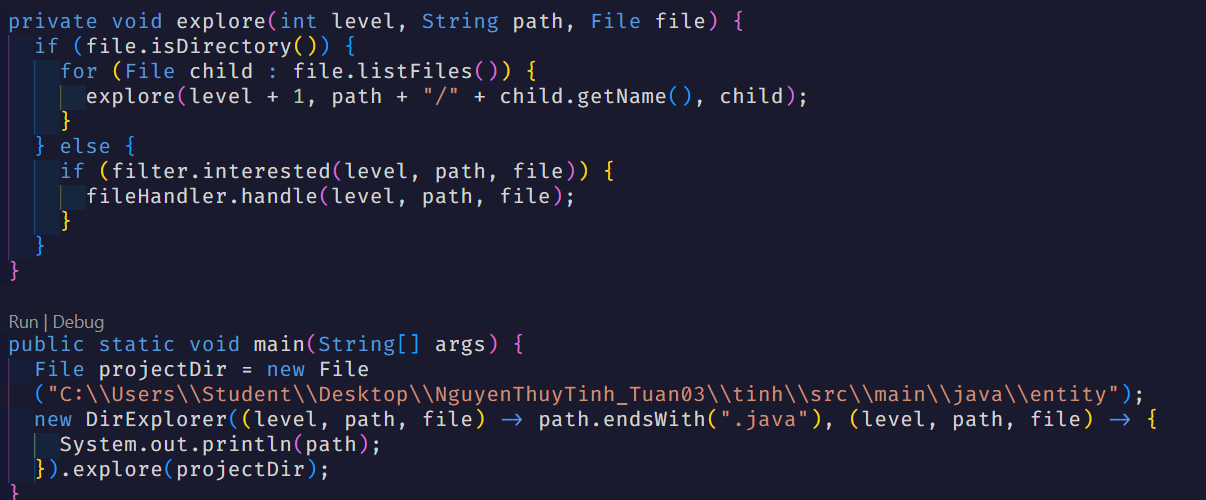 private void explore(int level, String path, File file) {
if (file.isDirectory()) {
for (File child : file.listFiles()) {
explore(level + 1, path + "/" + child.getName(), child);
}
} else {
if (filter.interested(level, path, file)) {
fileHandler.handle(level, path, file);
}
}
}
Run | Debug
public static void main(String[] args) {
File projectDir = new File
("C:\\Users\\Student\\Desktop\\NguyenThuyTinh_Tuan03\\tinh\\src\\main\\java\\entity");
new DirExplorer((level, path, file) -> path.endsWith(".java"), (level, path, file) -> {
System.out.println(path);
}).explore(projectDir);
}